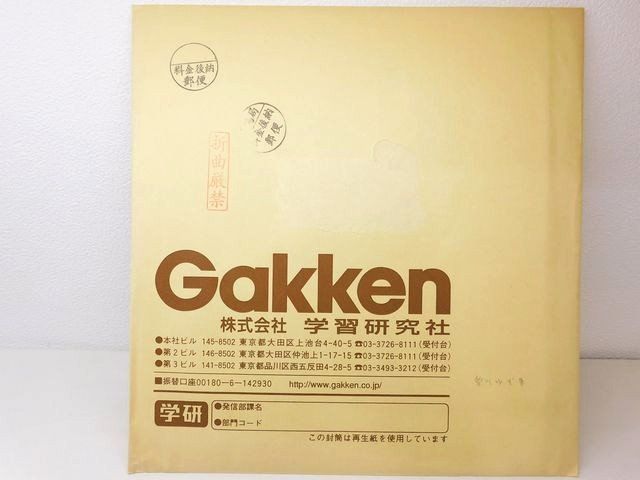 料金後納
郵便
局
金後納
郵便
折曲厳禁
Gakken
株式会社 学習研究社
●本社ビル 145-8502 東京都大田区上池台4-40-5 ☎03-3726-8111(受付台)
●第2ビル 146-8502 東京都大田区仲池上1-17-15 ☎03-3726-8111(受付台)
●第3ビル 141-8502 東京都品川区西五反田4-28-5 ☎03-3493-3212(受付台)
■振替口座00180-6-142930 http://www.gakken.co.jp/
学研
●発信部課名
●部門コード
この封筒は再生紙を使用しています